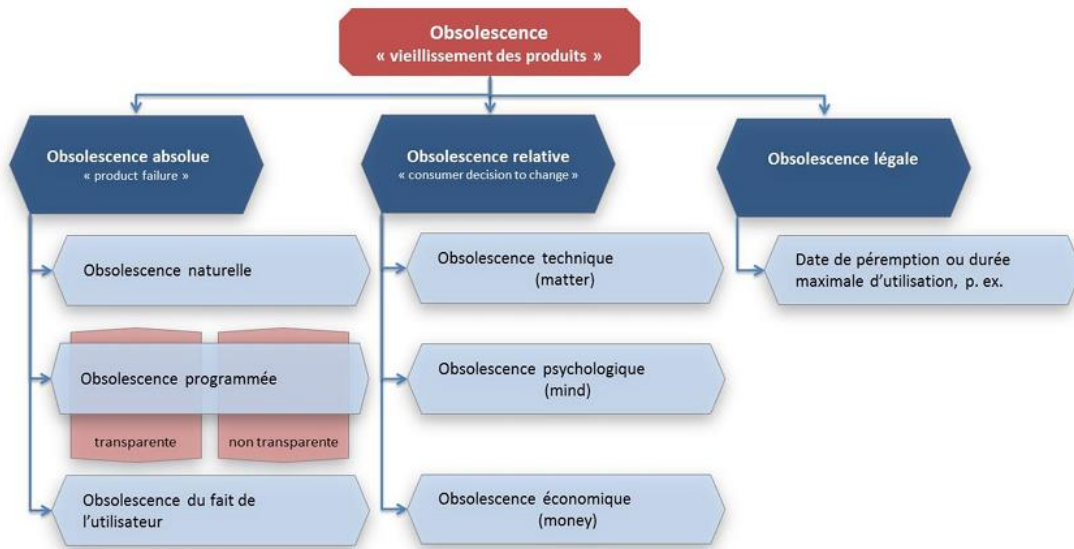 Obsolescence
« vieillissement des produits »
Obsolescence absolue
« product failure »
Obsolescence relative
« consumer decision to change »
Obsolescence légale
Obsolescence naturelle
Obsolescence technique
(matter)
Date de péremption ou durée
maximale d'utilisation, p. ex.
Obsolescence programmée
transparente
non transparente
Obsolescence psychologique
(mind)
Obsolescence du fait de
l'utilisateur
Obsolescence économique
(money)